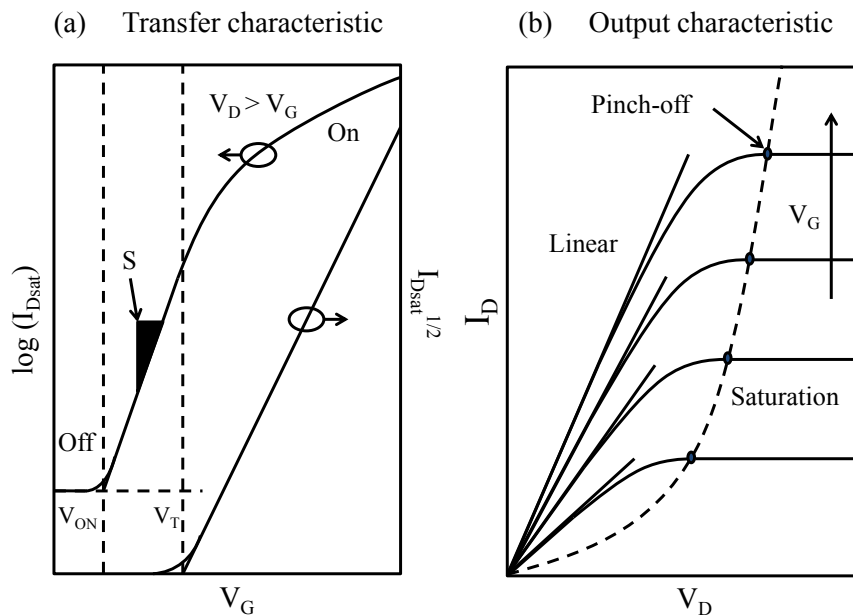 (a) Transfer characteristic
V_D > V_G
On
S
Off
V_ON
V_T
log (I_Dsat)
I_Dsat^1/2
V_G
(b) Output characteristic
Pinch-off
V_G
Linear
Saturation
I_D
V_D